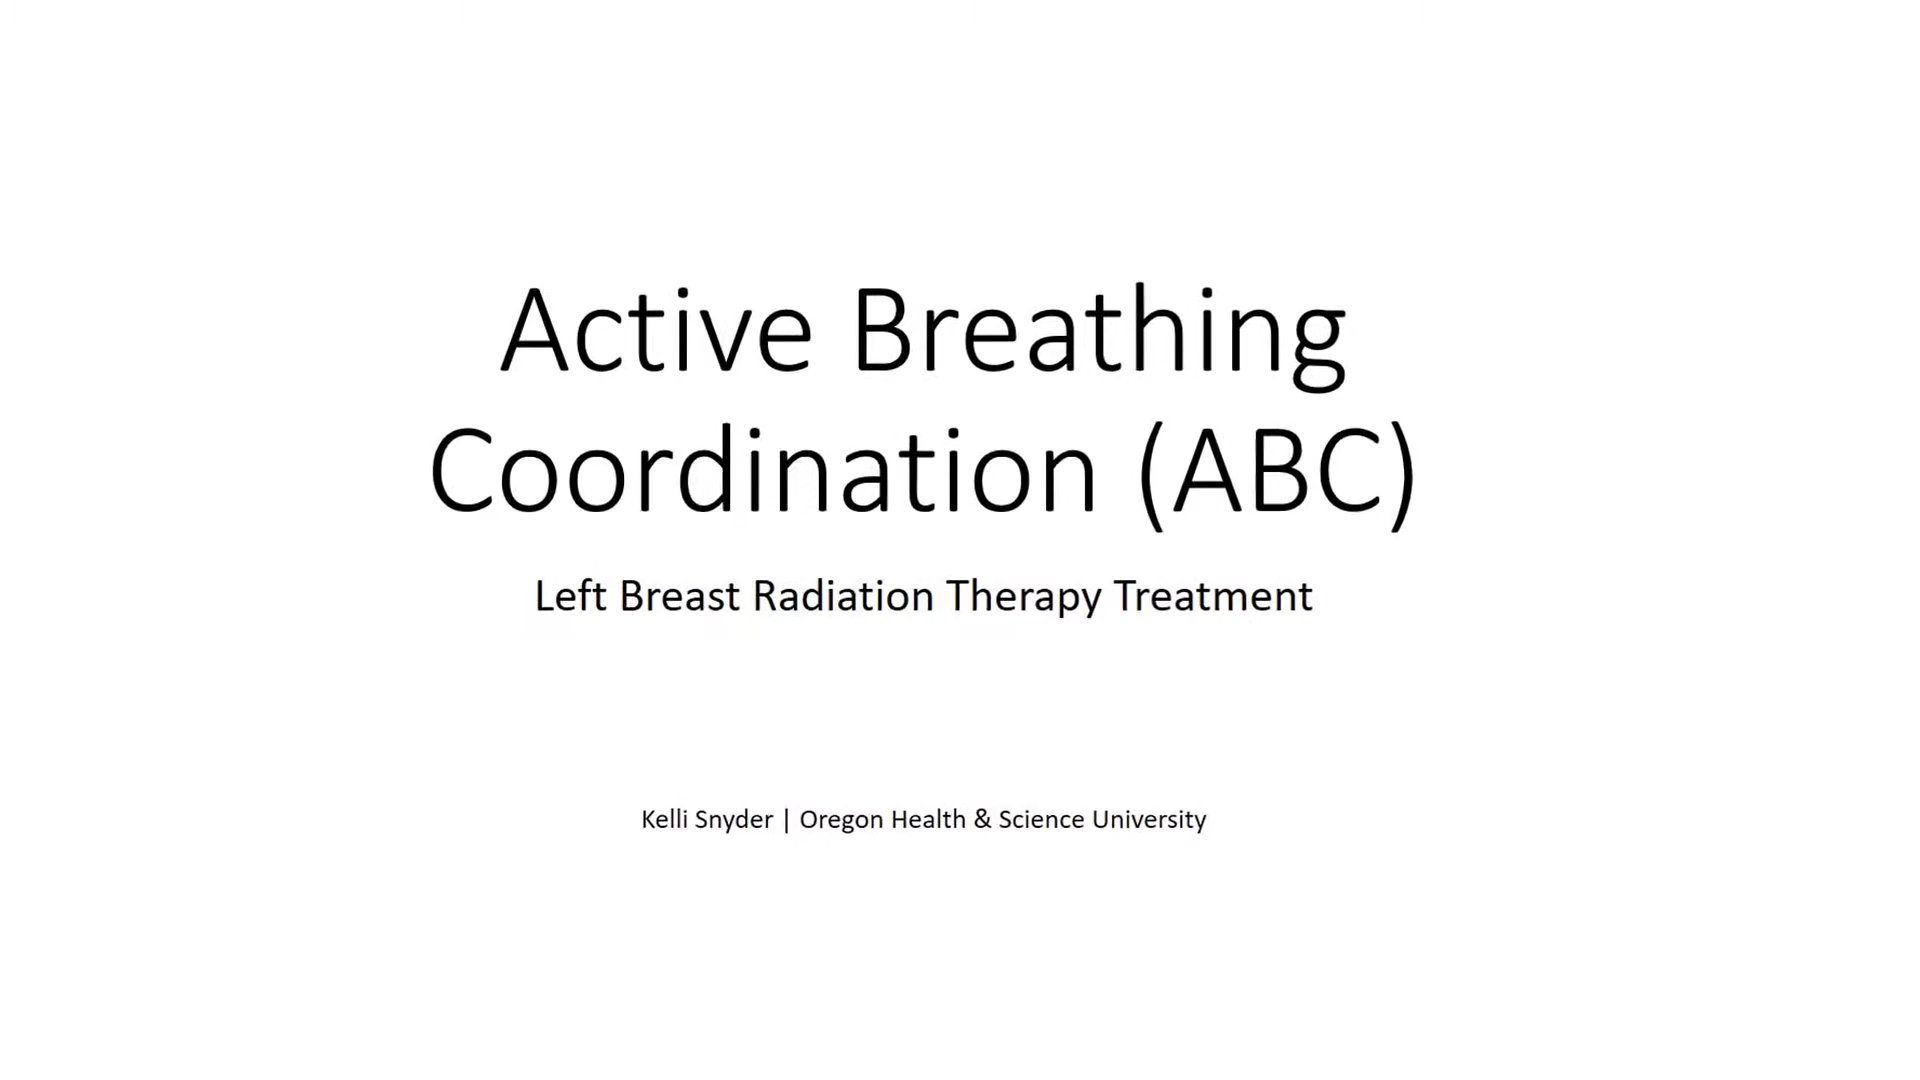 Active Breathing
Coordination (ABC)
Left Breast Radiation Therapy Treatment
Kelli Snyder | Oregon Health & Science University